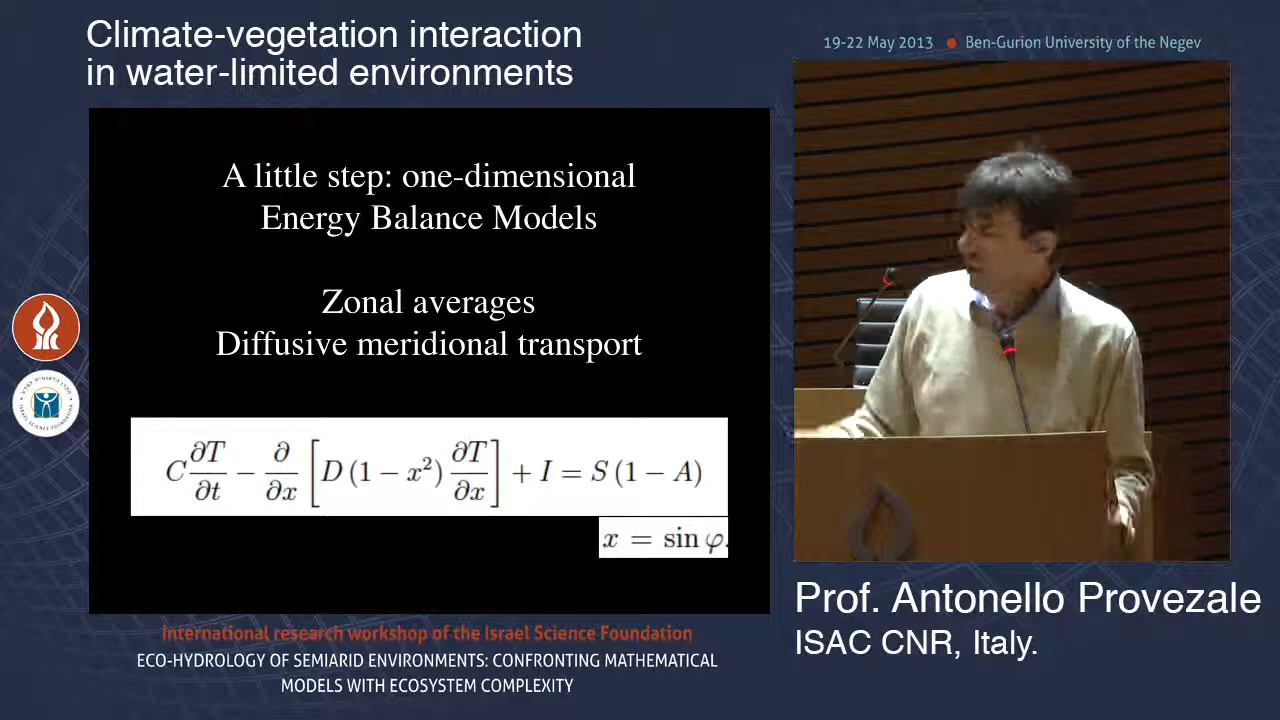 Climate-vegetation interaction
in water-limited environments
19-22 May 2013 ● Ben-Gurion University of the Negev
A little step: one-dimensional
Energy Balance Models
Zonal averages
Diffusive meridional transport
C ∂T/∂t − ∂/∂x [ D (1 − x²) ∂T/∂x ] + I = S (1 − A)
x = sin φ.
ISRAEL SCIENCE FOUNDATION
Prof. Antonello Provezale
ISAC CNR, Italy.
International research workshop of the Israel Science Foundation
ECO-HYDROLOGY OF SEMIARID ENVIRONMENTS: CONFRONTING MATHEMATICAL
MODELS WITH ECOSYSTEM COMPLEXITY